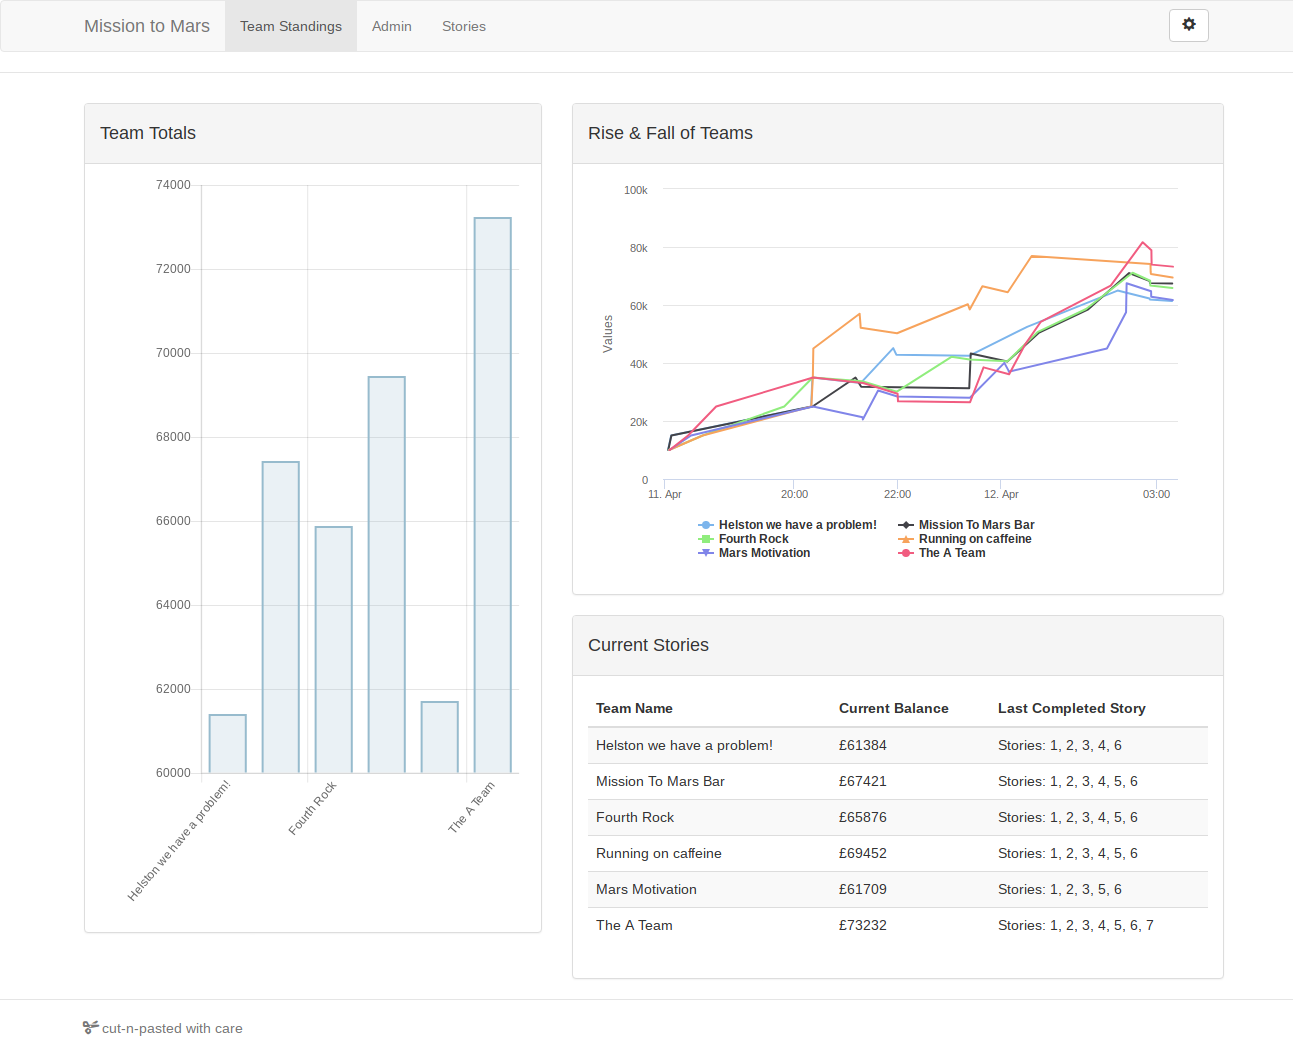 Mission to Mars Team Standings Admin Stories
Team Totals
74000
72000
70000
68000
66000
64000
62000
60000
Helston we have a problem!
Fourth Rock
The A Team
Rise & Fall of Teams
Values
100k
80k
60k
40k
20k
0
11. Apr 20:00 22:00 12. Apr 03:00
Helston we have a problem! Mission To Mars Bar
Fourth Rock Running on caffeine
Mars Motivation The A Team
Current Stories
Team Name Current Balance Last Completed Story
Helston we have a problem! £61384 Stories: 1, 2, 3, 4, 6
Mission To Mars Bar £67421 Stories: 1, 2, 3, 4, 5, 6
Fourth Rock £65876 Stories: 1, 2, 3, 4, 5, 6
Running on caffeine £69452 Stories: 1, 2, 3, 4, 5, 6
Mars Motivation £61709 Stories: 1, 2, 3, 5, 6
The A Team £73232 Stories: 1, 2, 3, 4, 5, 6, 7
cut-n-pasted with care